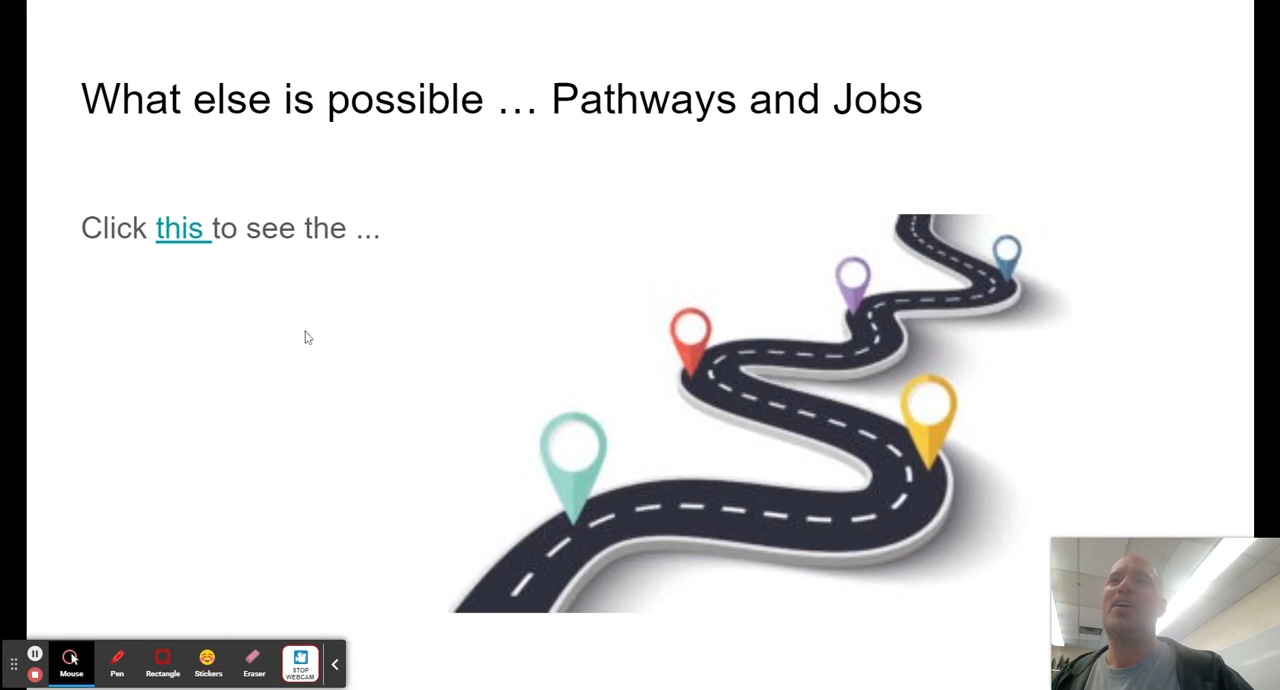 What else is possible … Pathways and Jobs
Click this to see the ...
Mouse
Pen
Rectangle
Stickers
Eraser
STOP
WEBCAM